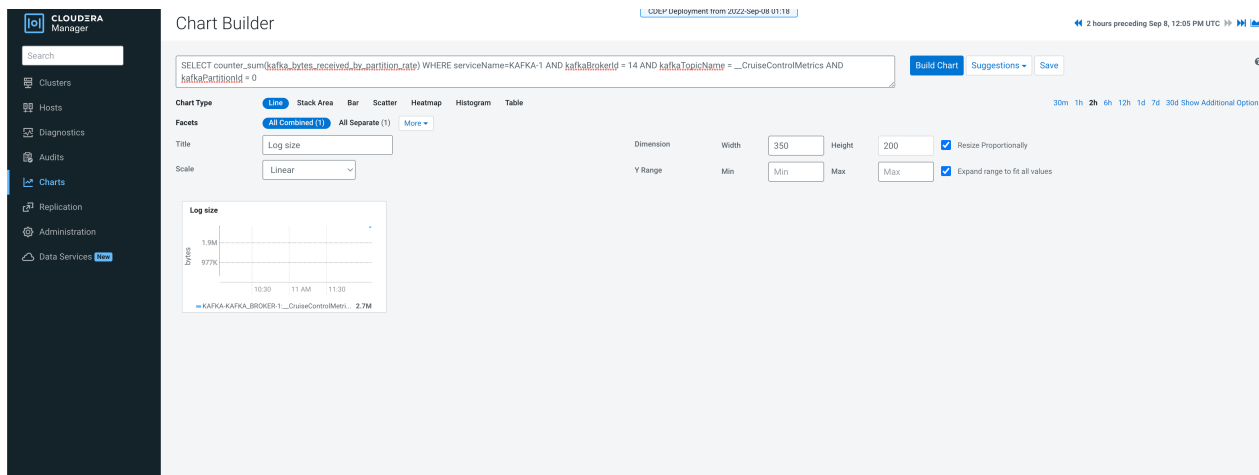 CDEP Deployment from 2022-Sep-08 01:18
CLOUDERA
Manager
Chart Builder
2 hours preceding Sep 8, 12:05 PM UTC
Search
SELECT counter_sum(kafka_bytes_received_by_partition_rate) WHERE serviceName=KAFKA-1 AND kafkaBrokerId = 14 AND kafkaTopicName = __CruiseControlMetrics AND
kafkaPartitionId = 0
Build Chart Suggestions Save
Clusters
Hosts
Diagnostics
Audits
Charts
Replication
Administration
Data Services New
Chart Type Line Stack Area Bar Scatter Heatmap Histogram Table
30m 1h 2h 6h 12h 1d 7d 30d Show Additional Option
Facets All Combined (1) All Separate (1) More
Title Log size Dimension Width 350 Height 200 Resize Proportionally
Scale Linear Y Range Min Min Max Max Expand range to fit all values
Log size
bytes
1.9M
977K
10:30 11 AM 11:30
KAFKA-KAFKA_BROKER-1:__CruiseControlMetri... 2.7M